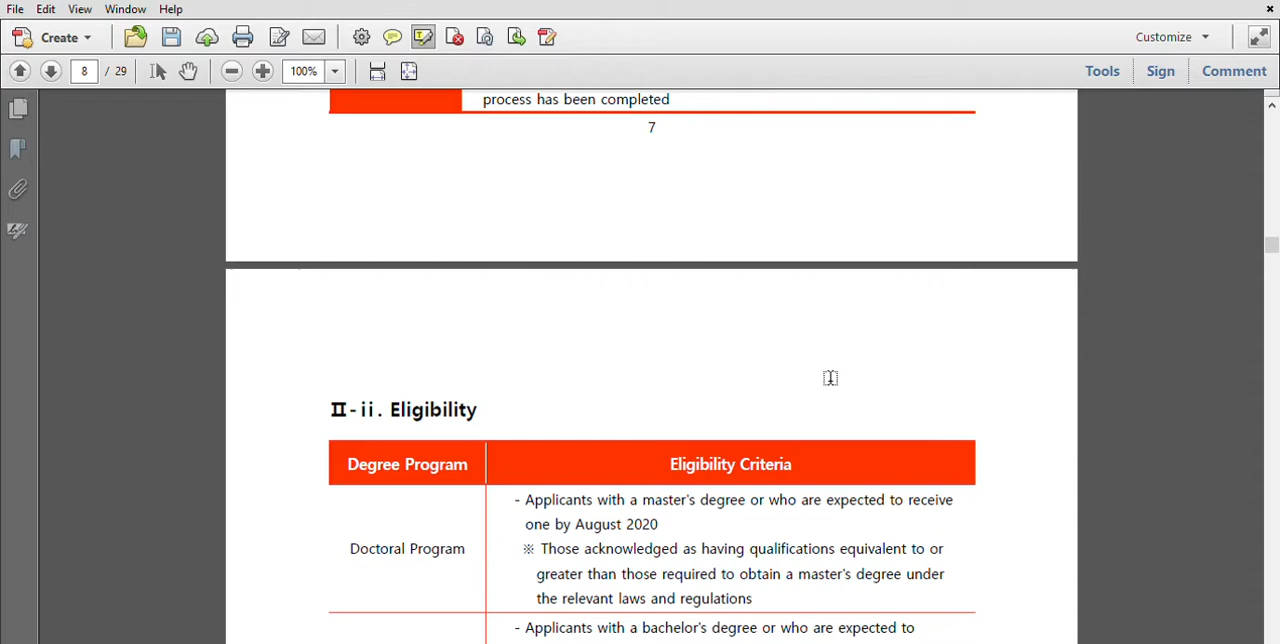 File Edit View Window Help
Create Customize
8 / 29 100% Tools Sign Comment
process has been completed
7
Ⅱ-ii. Eligibility
Degree Program Eligibility Criteria
- Applicants with a master's degree or who are expected to receive
one by August 2020
Doctoral Program ※ Those acknowledged as having qualifications equivalent to or
greater than those required to obtain a master's degree under
the relevant laws and regulations
- Applicants with a bachelor's degree or who are expected to